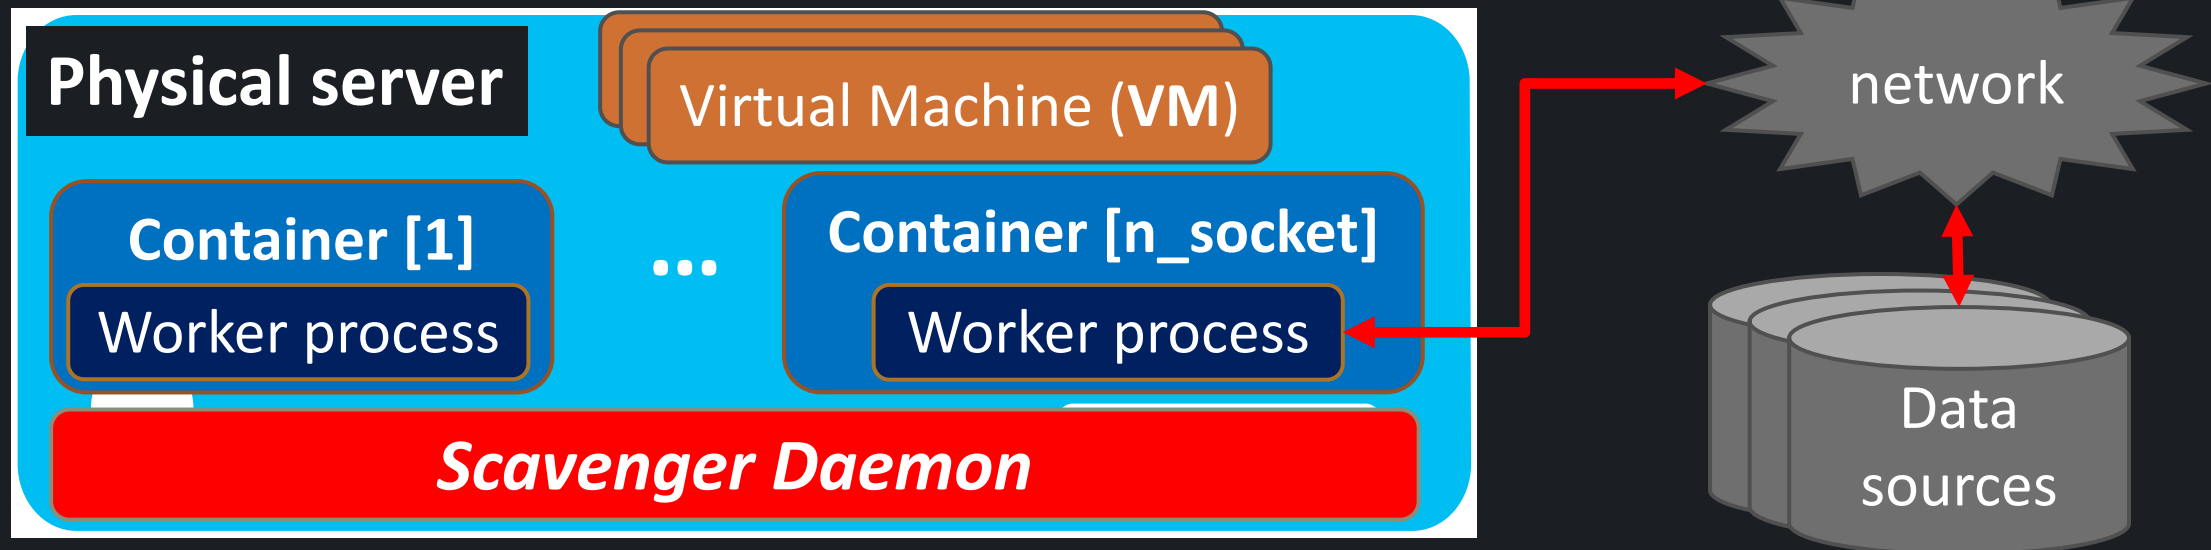 Physical server
Virtual Machine (VM)
network
Container [1]
...
Container [n_socket]
Worker process
Worker process
Data
sources
Scavenger Daemon